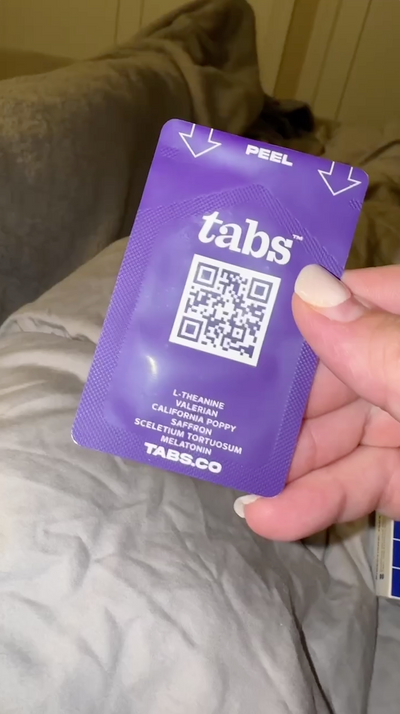 PEEL
tabs™
L-THEANINE
VALERIAN
CALIFORNIA POPPY
SAFFRON
SCELETIUM TORTUOSUM
MELATONIN
TABS.CO